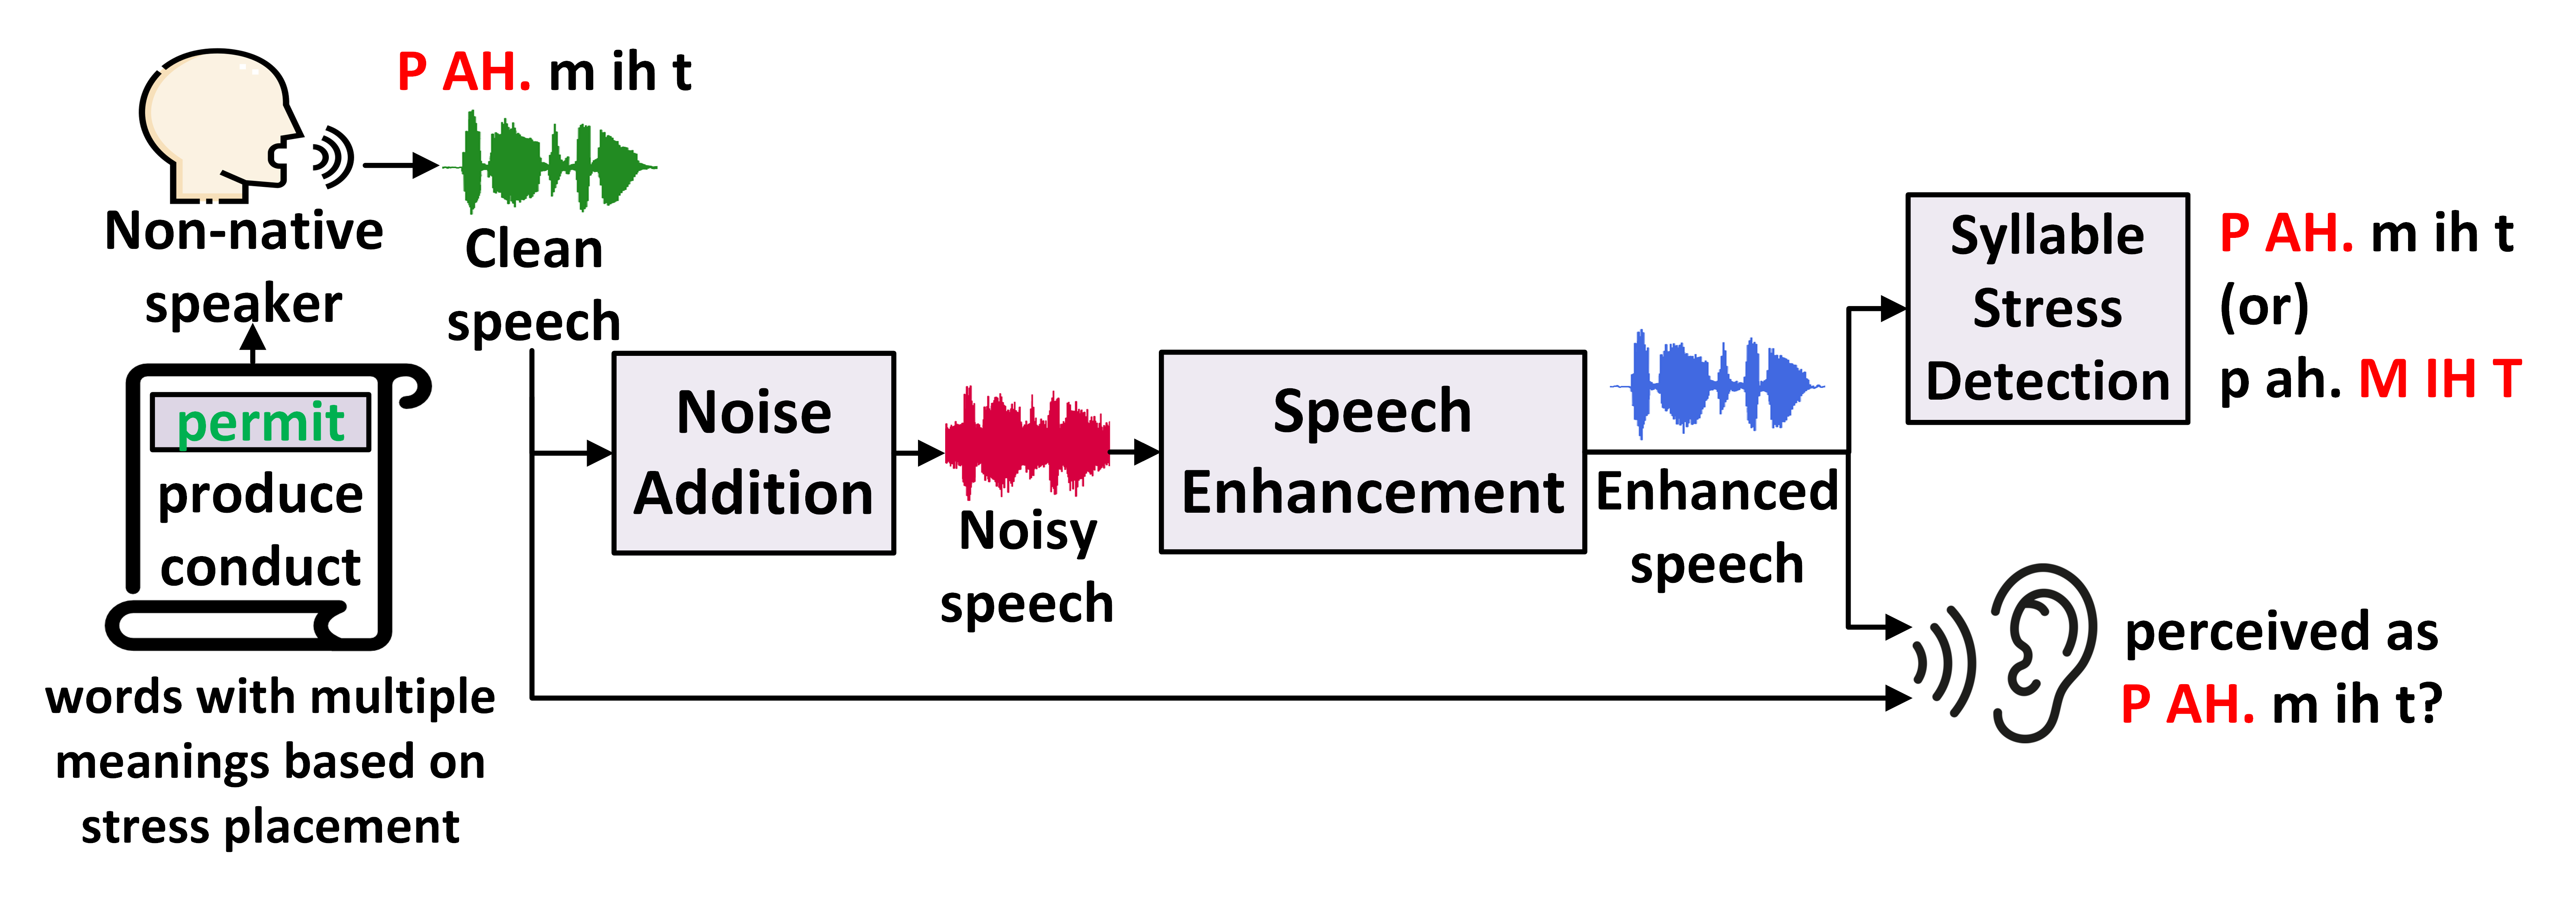 P AH. m ih t
Non-native
speaker
permit
produce
conduct
words with multiple
meanings based on
stress placement
Clean
speech
Noise
Addition
Noisy
speech
Speech
Enhancement
Enhanced
speech
Syllable
Stress
Detection
P AH. m ih t
(or)
p ah. M IH T
perceived as
P AH. m ih t?